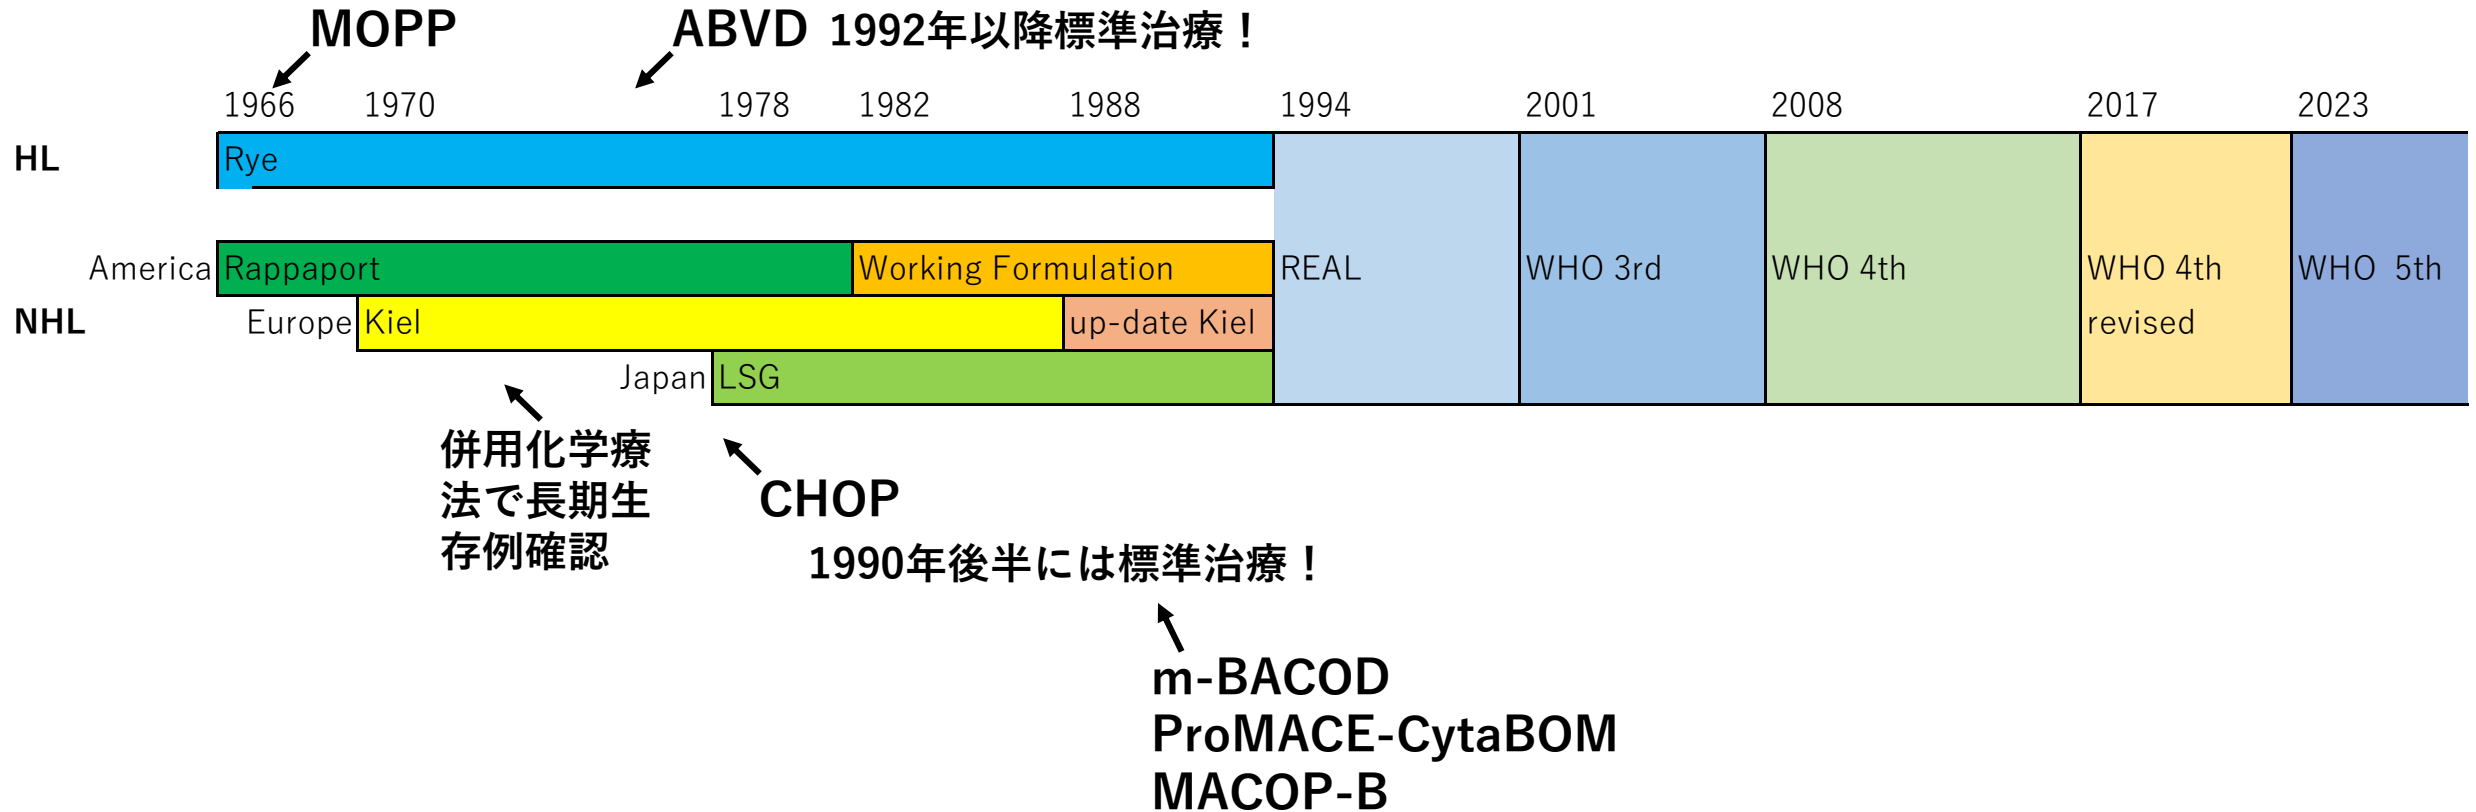 MOPP
ABVD 1992年以降標準治療！
1966 1970 1978 1982 1988 1994 2001 2008 2017 2023
HL Rye
America Rappaport Working Formulation REAL WHO 3rd WHO 4th WHO 4th WHO 5th
NHL Europe Kiel up-date Kiel revised
Japan LSG
併用化学療
法で長期生
存例確認
CHOP
1990年後半には標準治療！
m-BACOD
ProMACE-CytaBOM
MACOP-B